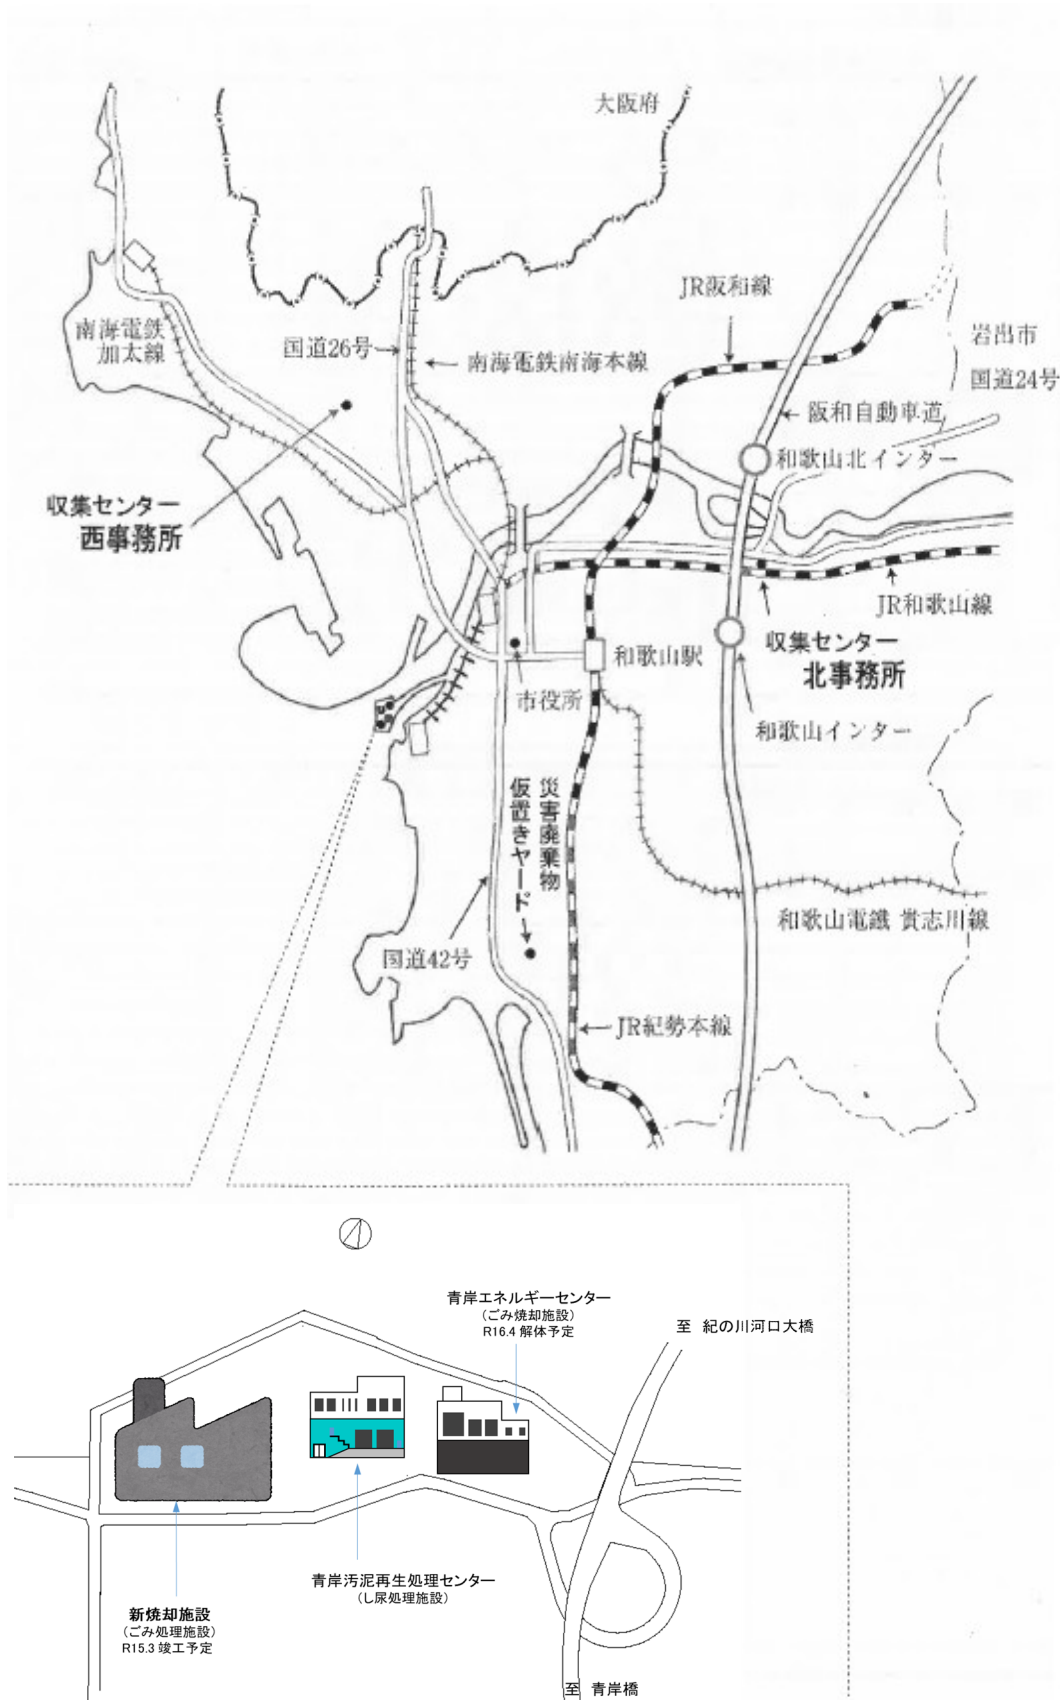 大阪府
JR阪和線
南海電鉄
加太線
国道26号
南海電鉄南海本線
岩出市
国道24号
阪和自動車道
和歌山北インター
収集センター
西事務所
JR和歌山線
収集センター
北事務所
和歌山駅
市役所
和歌山インター
災害廃棄物
仮置きヤード
国道42号
和歌山電鐵 貴志川線
JR紀勢本線
青岸エネルギーセンター
(ごみ焼却施設)
R16.4 解体予定
至 紀の川河口大橋
青岸汚泥再生処理センター
(し尿処理施設)
新焼却施設
(ごみ処理施設)
R15.3 竣工予定
至 青岸橋